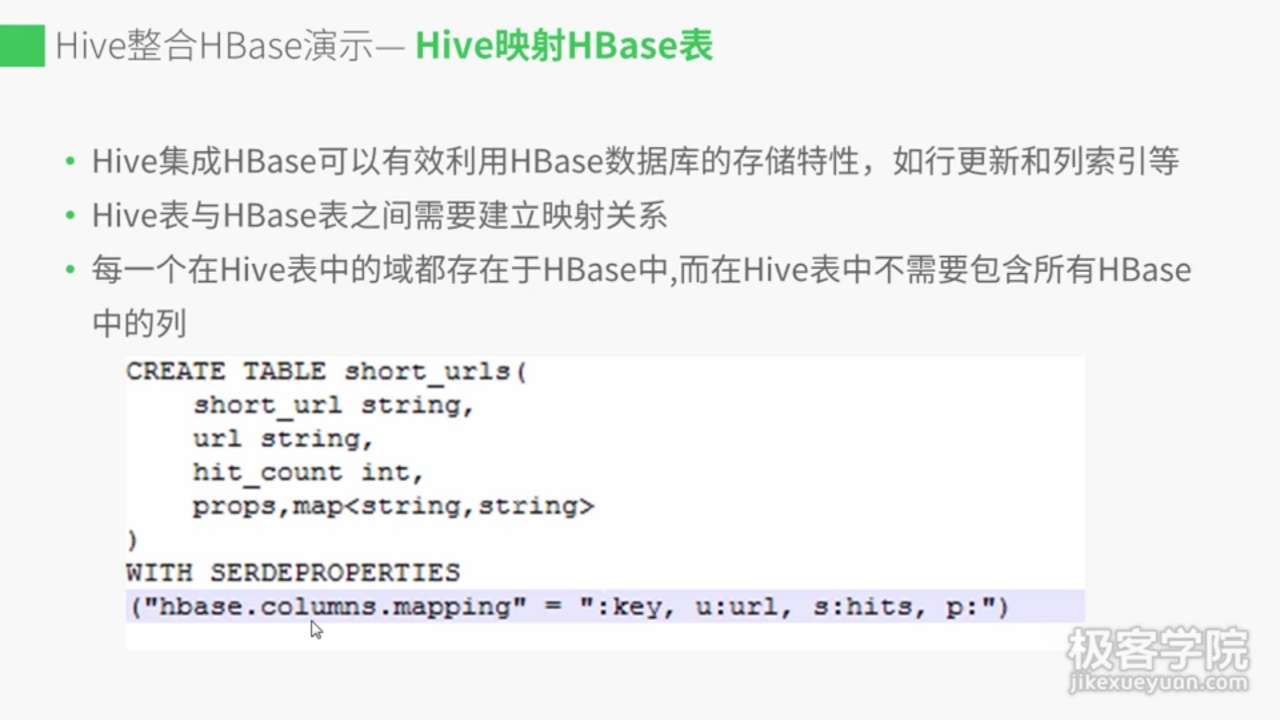 Hive整合HBase演示— Hive映射HBase表
• Hive集成HBase可以有效利用HBase数据库的存储特性，如行更新和列索引等
• Hive表与HBase表之间需要建立映射关系
• 每一个在Hive表中的域都存在于HBase中,而在Hive表中不需要包含所有HBase
中的列
CREATE TABLE short_urls(
short_url string,
url string,
hit_count int,
props,map<string,string>
)
WITH SERDEPROPERTIES
("hbase.columns.mapping" = ":key, u:url, s:hits, p:")
极客学院
jikexueyuan.com